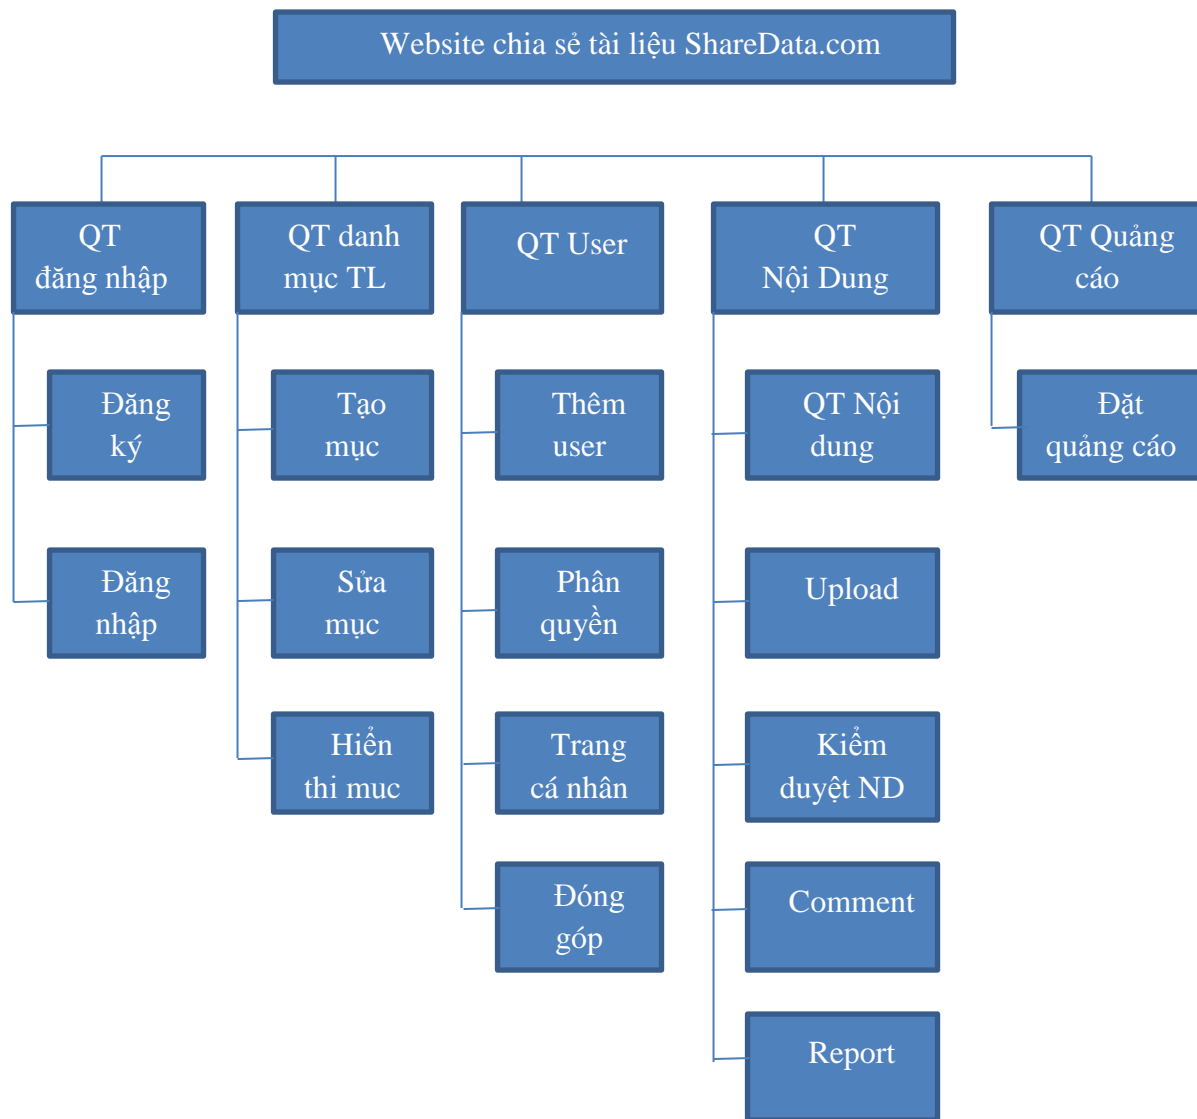 Website chia sẻ tài liệu ShareData.com
QT
đăng nhập
QT danh
mục TL
QT User
QT
Nội Dung
QT Quảng
cáo
Đăng
ký
Tạo
mục
Thêm
user
QT Nội
dung
Đặt
quảng cáo
Đăng
nhập
Sửa
mục
Phân
quyền
Upload
Hiển
thi muc
Trang
cá nhân
Kiểm
duyệt ND
Đóng
góp
Comment
Report